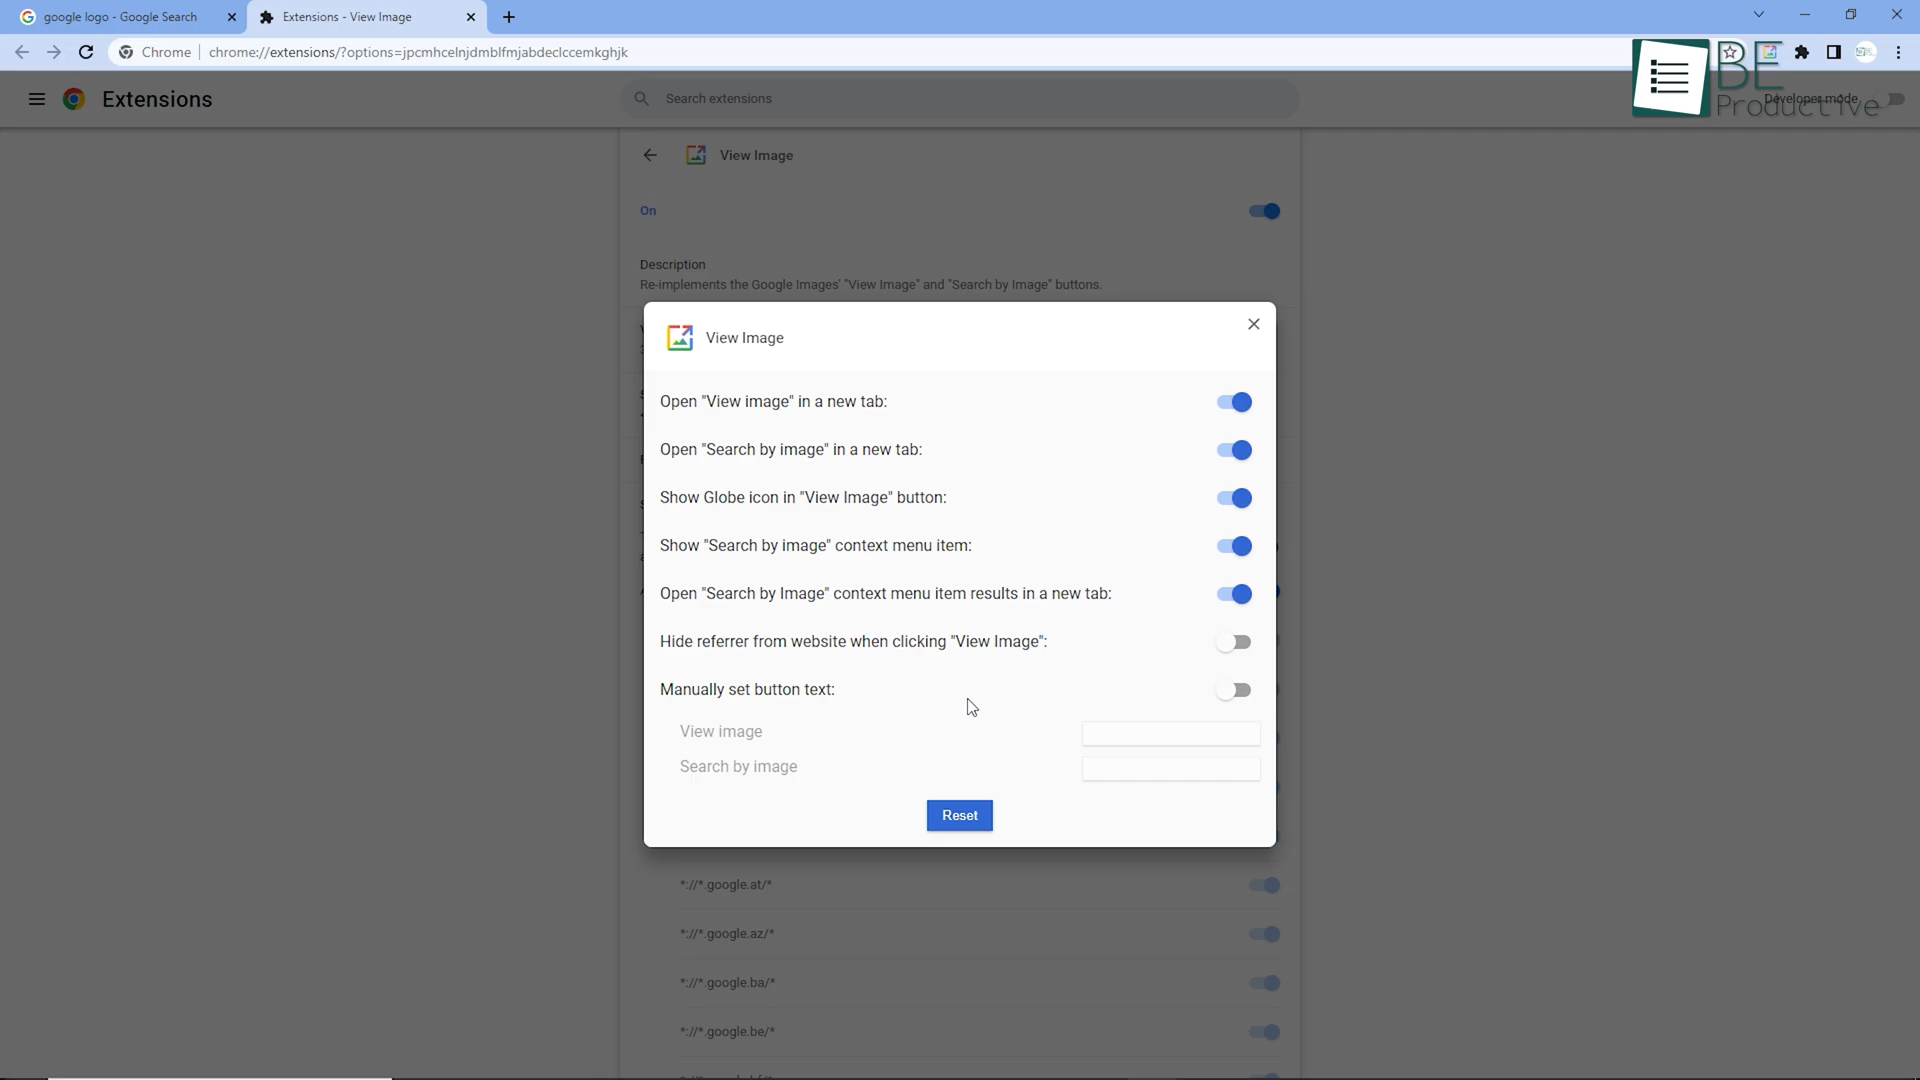 google logo - Google Search
Extensions - View Image
Chrome
chrome://extensions/?options=jpcmhcelnjdmblfmjabdeclccemkghjk
Extensions
Search extensions
Developer mode
BE
Productive
View Image
On
Description
Re-implements the Google Images' "View Image" and "Search by Image" buttons.
View Image
Open "View image" in a new tab:
Open "Search by image" in a new tab:
Show Globe icon in "View Image" button:
Show "Search by image" context menu item:
Open "Search by Image" context menu item results in a new tab:
Hide referrer from website when clicking "View Image":
Manually set button text:
View image
Search by image
Reset
*://*.google.at/*
*://*.google.az/*
*://*.google.ba/*
*://*.google.be/*